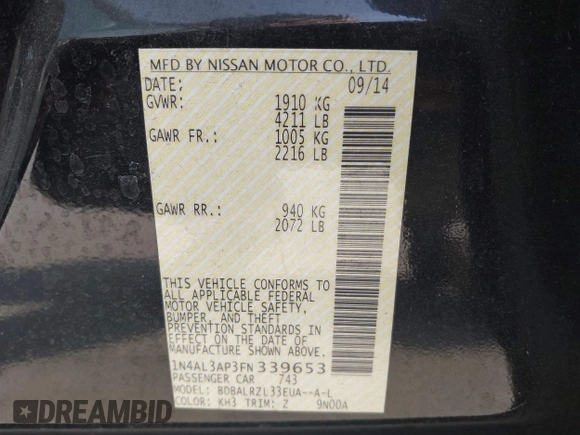 MFD BY NISSAN MOTOR CO., LTD.
DATE: 09/14
GVWR: 1910 KG
4211 LB
GAWR FR.: 1005 KG
2216 LB
GAWR RR.: 940 KG
2072 LB
THIS VEHICLE CONFORMS TO
ALL APPLICABLE FEDERAL
MOTOR VEHICLE SAFETY,
BUMPER, AND THEFT
PREVENTION STANDARDS IN
EFFECT ON THE DATE OF
MANUFACTURE SHOWN ABOVE.
1N4AL3AP3FN339653
PASSENGER CAR 743
BDBALRZL33EUA--A-L
COLOR: KH3 TRIM: Z 9N00A
DREAMBID
DREAMBID